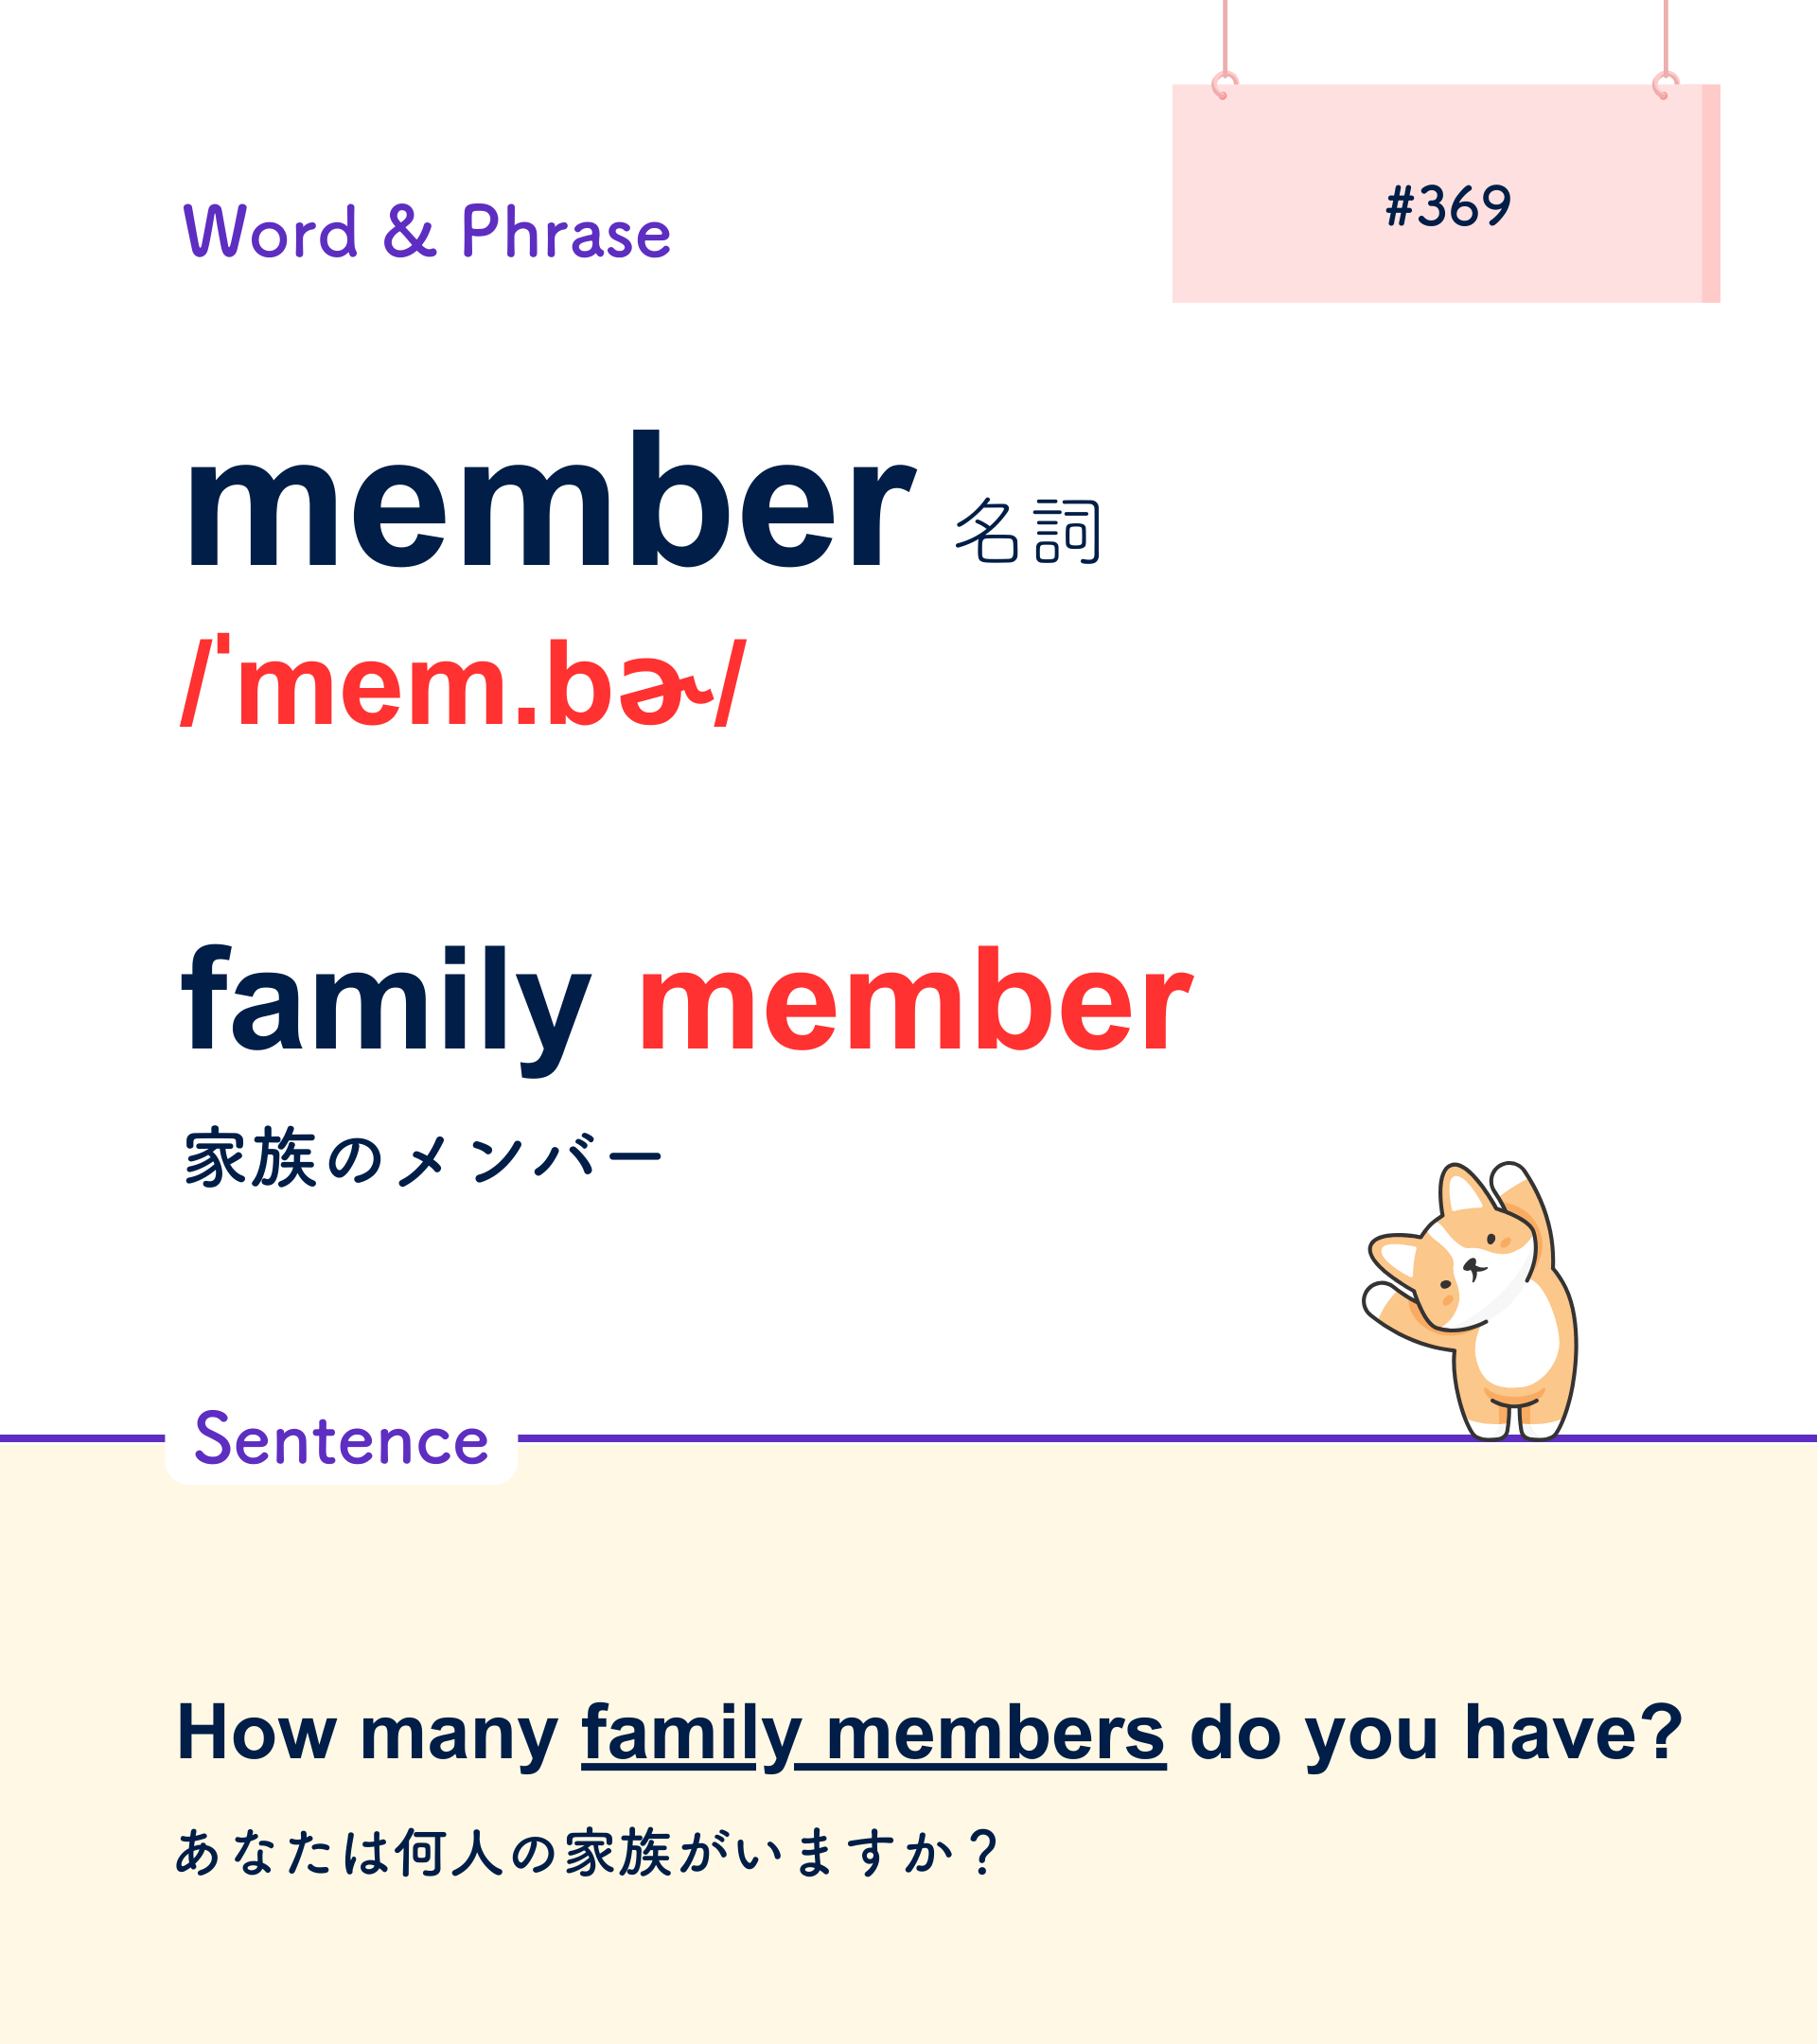 #369
Word & Phrase
member 名詞
/ˈmem.bɚ/
family member
家族のメンバー
Sentence
How many family members do you have?
あなたは何人の家族がいますか？